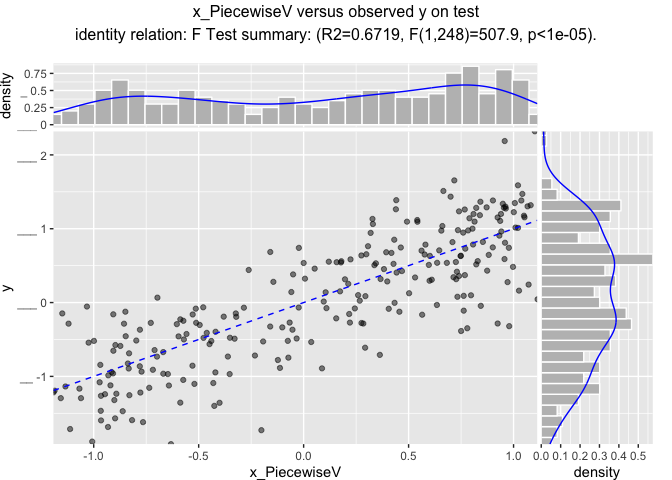 x_PiecewiseV versus observed y on test
identity relation: F Test summary: (R2=0.6719, F(1,248)=507.9, p<1e-05).
density
0.75
0.5
0.25
0
y
2
1
0
-1
-1.0 -0.5 0.0 0.5 1.0
x_PiecewiseV
0.0 0.1 0.2 0.3 0.4 0.5
density